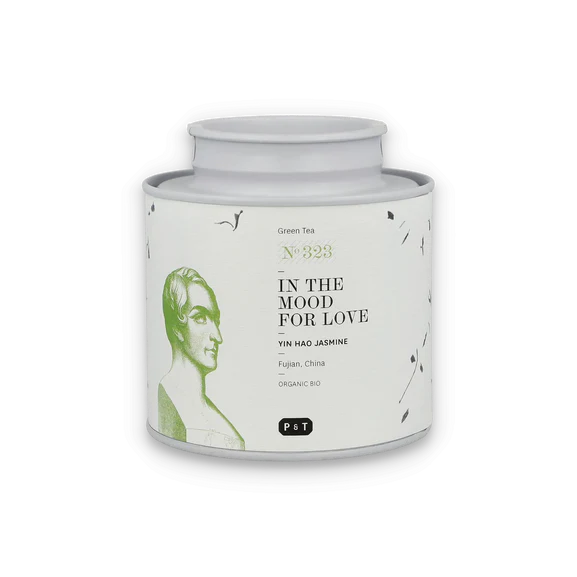 Green Tea
Nº 323
IN THE
MOOD
FOR LOVE
YIN HAO JASMINE
Fujian, China
ORGANIC BIO
P & T